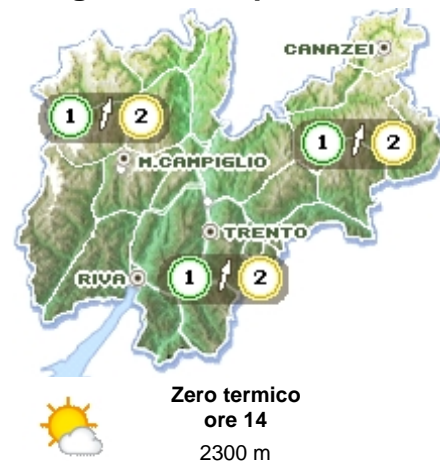 CANAZEI
1 2
1 2
M.CAMPIGLIO
TRENTO
RIVA
1 2
Zero termico
ore 14
2300 m